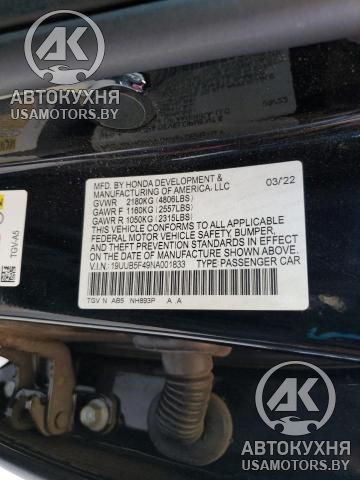 АК
АВТОКУХНЯ
USAMOTORS.BY
TGV-A5
MFD. BY HONDA DEVELOPMENT & 03/22
MANUFACTURING OF AMERICA, LLC
GVWR 2180KG (4806LBS)
GAWR F 1160KG (2557LBS)
GAWR R 1050KG (2315LBS)
THIS VEHICLE CONFORMS TO ALL APPLICABLE
FEDERAL MOTOR VEHICLE SAFETY, BUMPER,
AND THEFT PREVENTION STANDARDS IN EFFECT
ON THE DATE OF MANUFACTURE SHOWN ABOVE.
V.I.N.: 19UUB5F49NA001833 TYPE PASSENGER CAR
TGV N AB5 NH893P A A
АК
АВТОКУХНЯ
USAMOTORS.BY